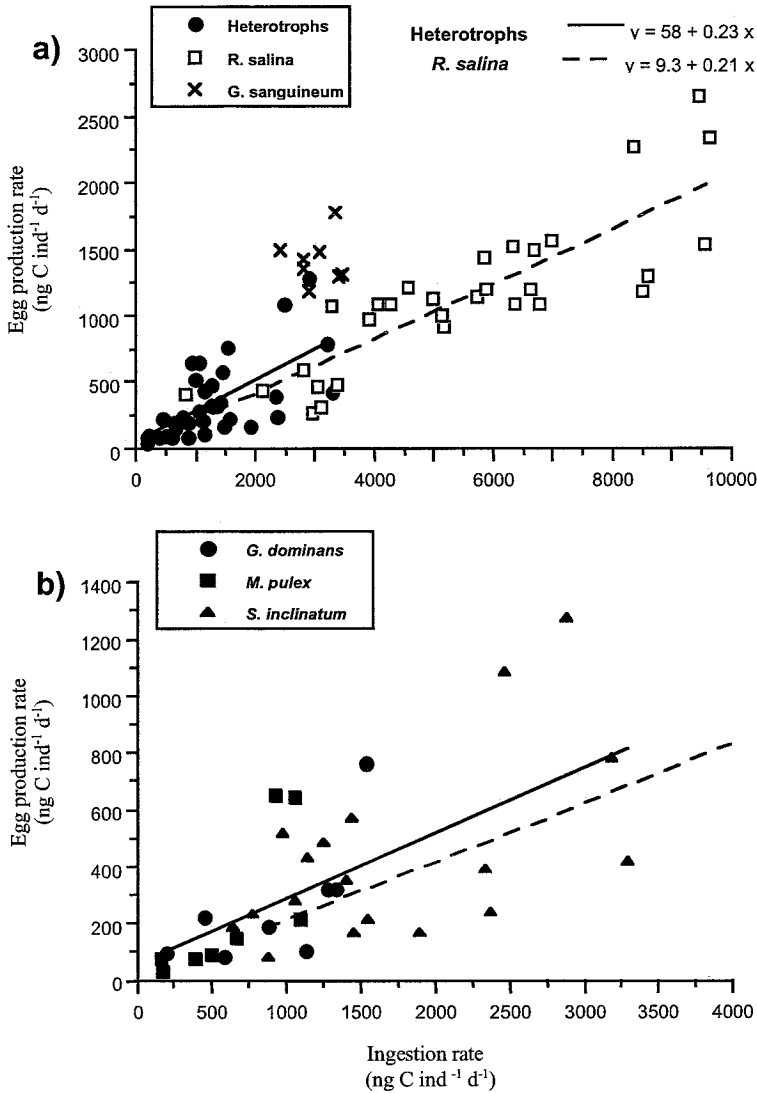 a)
Heterotrophs
R. salina
G. sanguineum
Heterotrophs y = 58 + 0.23 x
R. salina y = 9.3 + 0.21 x
Egg production rate
(ng C ind⁻¹ d⁻¹)
3000
2500
2000
1500
1000
500
0
0 2000 4000 6000 8000 10000
b)
G. dominans
M. pulex
S. inclinatum
Egg production rate
(ng C ind⁻¹ d⁻¹)
1400
1200
1000
800
600
400
200
0
0 500 1000 1500 2000 2500 3000 3500 4000
Ingestion rate
(ng C ind ⁻¹ d⁻¹)